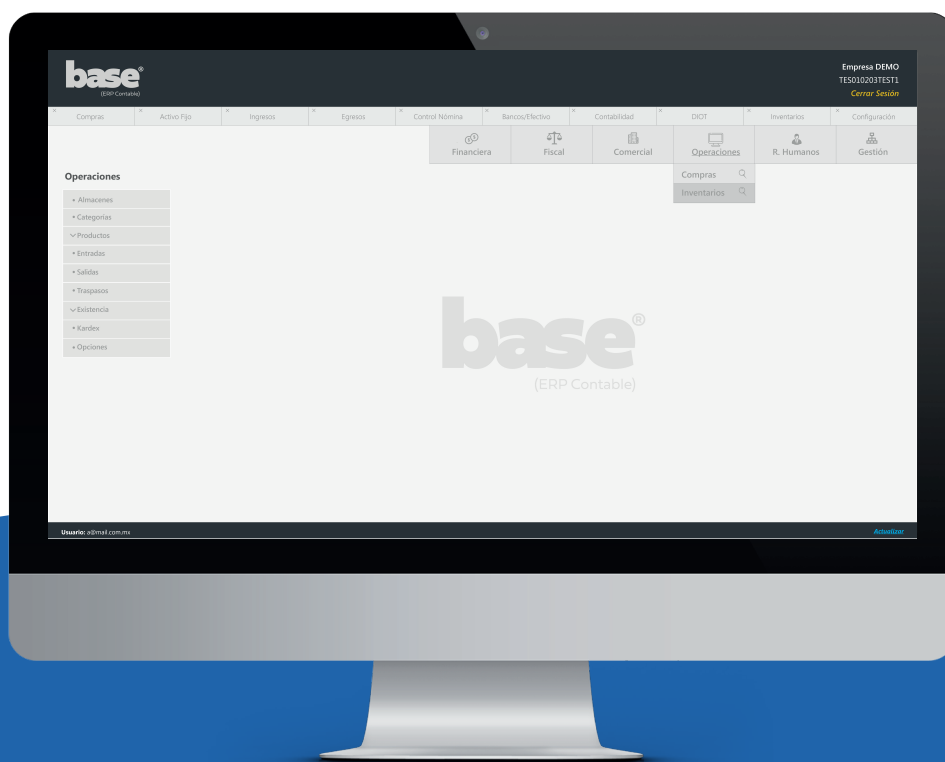 base®
(ERP Contable)
Empresa DEMO
TES010203TEST1
Cerrar Sesión
Compras
Activo Fijo
Ingresos
Egresos
Control Nómina
Bancos/Efectivo
Contabilidad
DIOT
Inventarios
Configuración
Financiera
Fiscal
Comercial
Operaciones
R. Humanos
Gestión
Compras
Inventarios
Operaciones
• Almacenes
• Categorías
Productos
• Entradas
• Salidas
• Traspasos
Existencia
• Kardex
• Opciones
base®
(ERP Contable)
Usuario: a@mail.com.mx
Actualizar